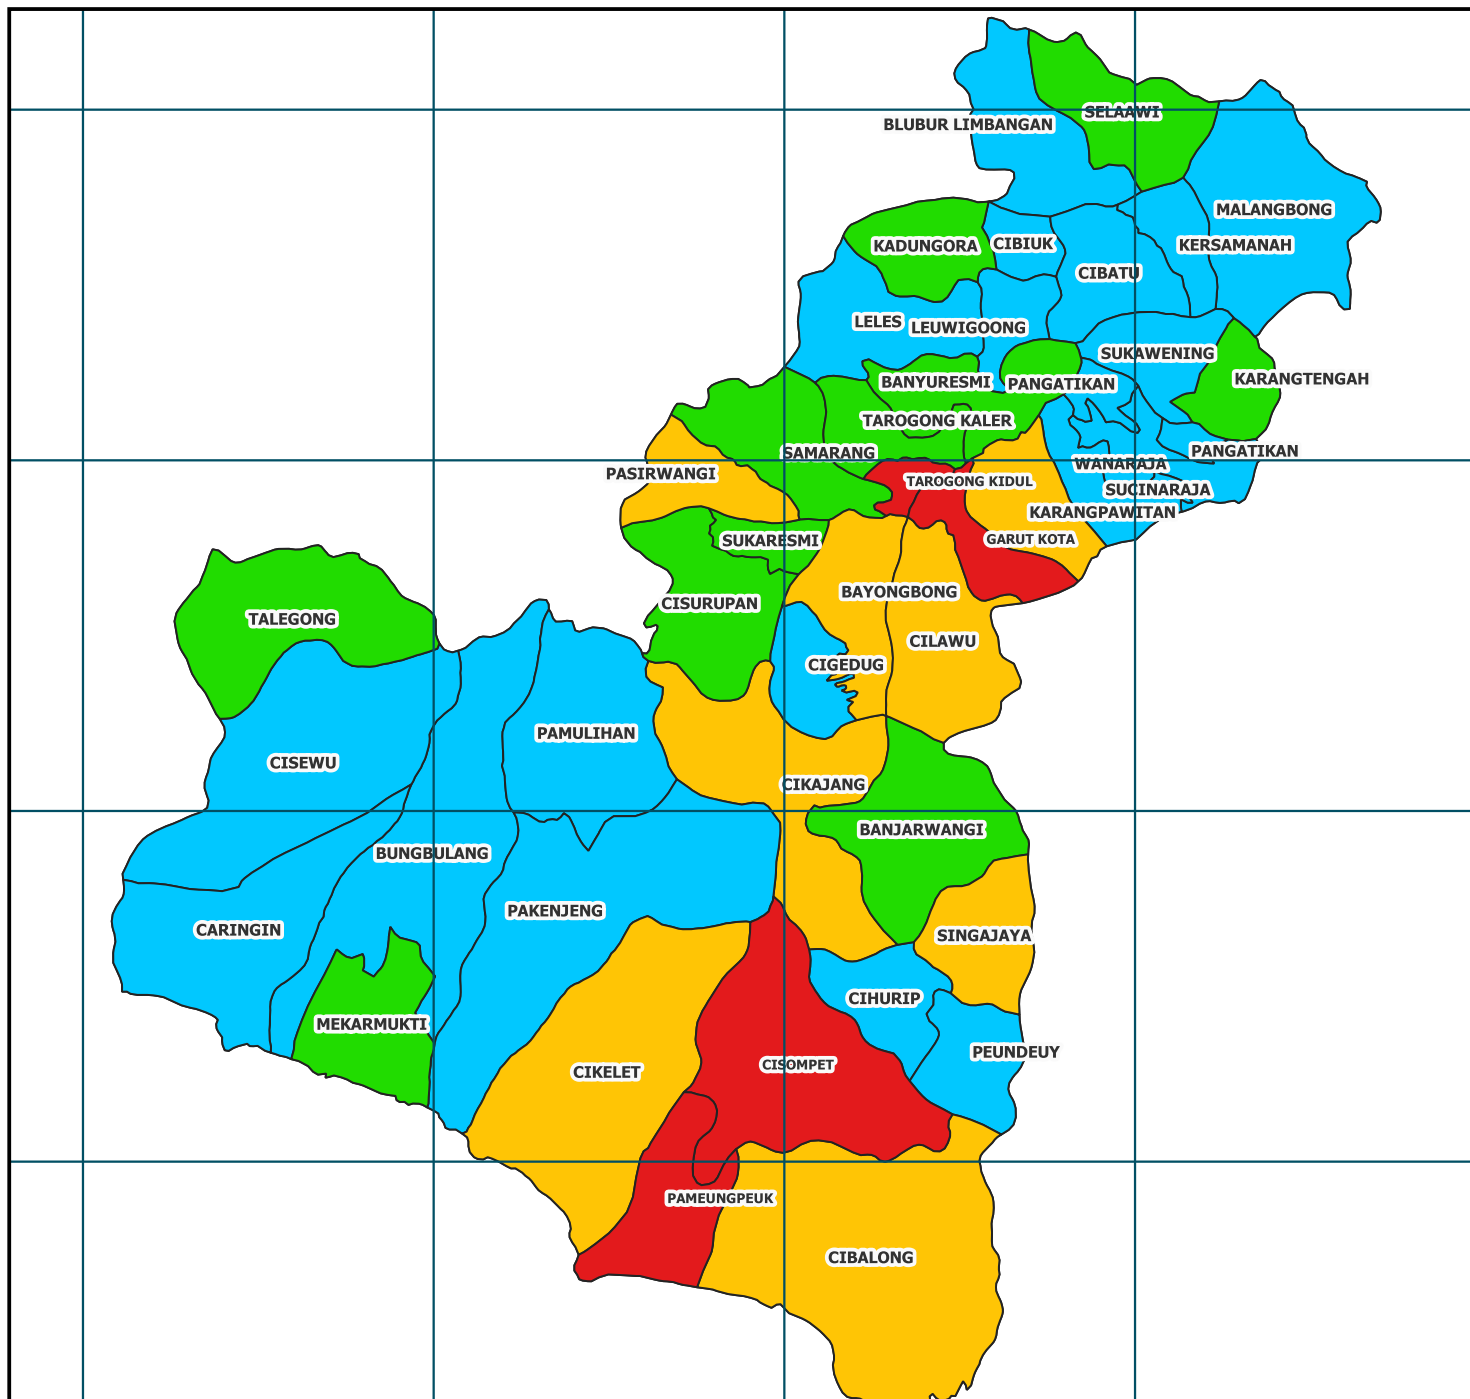 SELAAWI
BLUBUR LIMBANGAN
MALANGBONG
KADUNGORA
CIBIUK
KERSAMANAH
CIBATU
LELES
LEUWIGOONG
SUKAWENING
BANYURESMI
PANGATIKAN
KARANGTENGAH
TAROGONG KALER
SAMARANG
PANGATIKAN
WANARAJA
PASIRWANGI
TAROGONG KIDUL
SUCINARAJA
KARANGPAWITAN
SUKARESMI
GARUT KOTA
BAYONGBONG
CISURUPAN
TALEGONG
CILAWU
CIGEDUG
PAMULIHAN
CISEWU
CIKAJANG
BANJARWANGI
BUNGBULANG
PAKENJENG
CARINGIN
SINGAJAYA
CIHURIP
MEKARMUKTI
PEUNDEUY
CISOMPET
CIKELET
PAMEUNGPEUK
CIBALONG